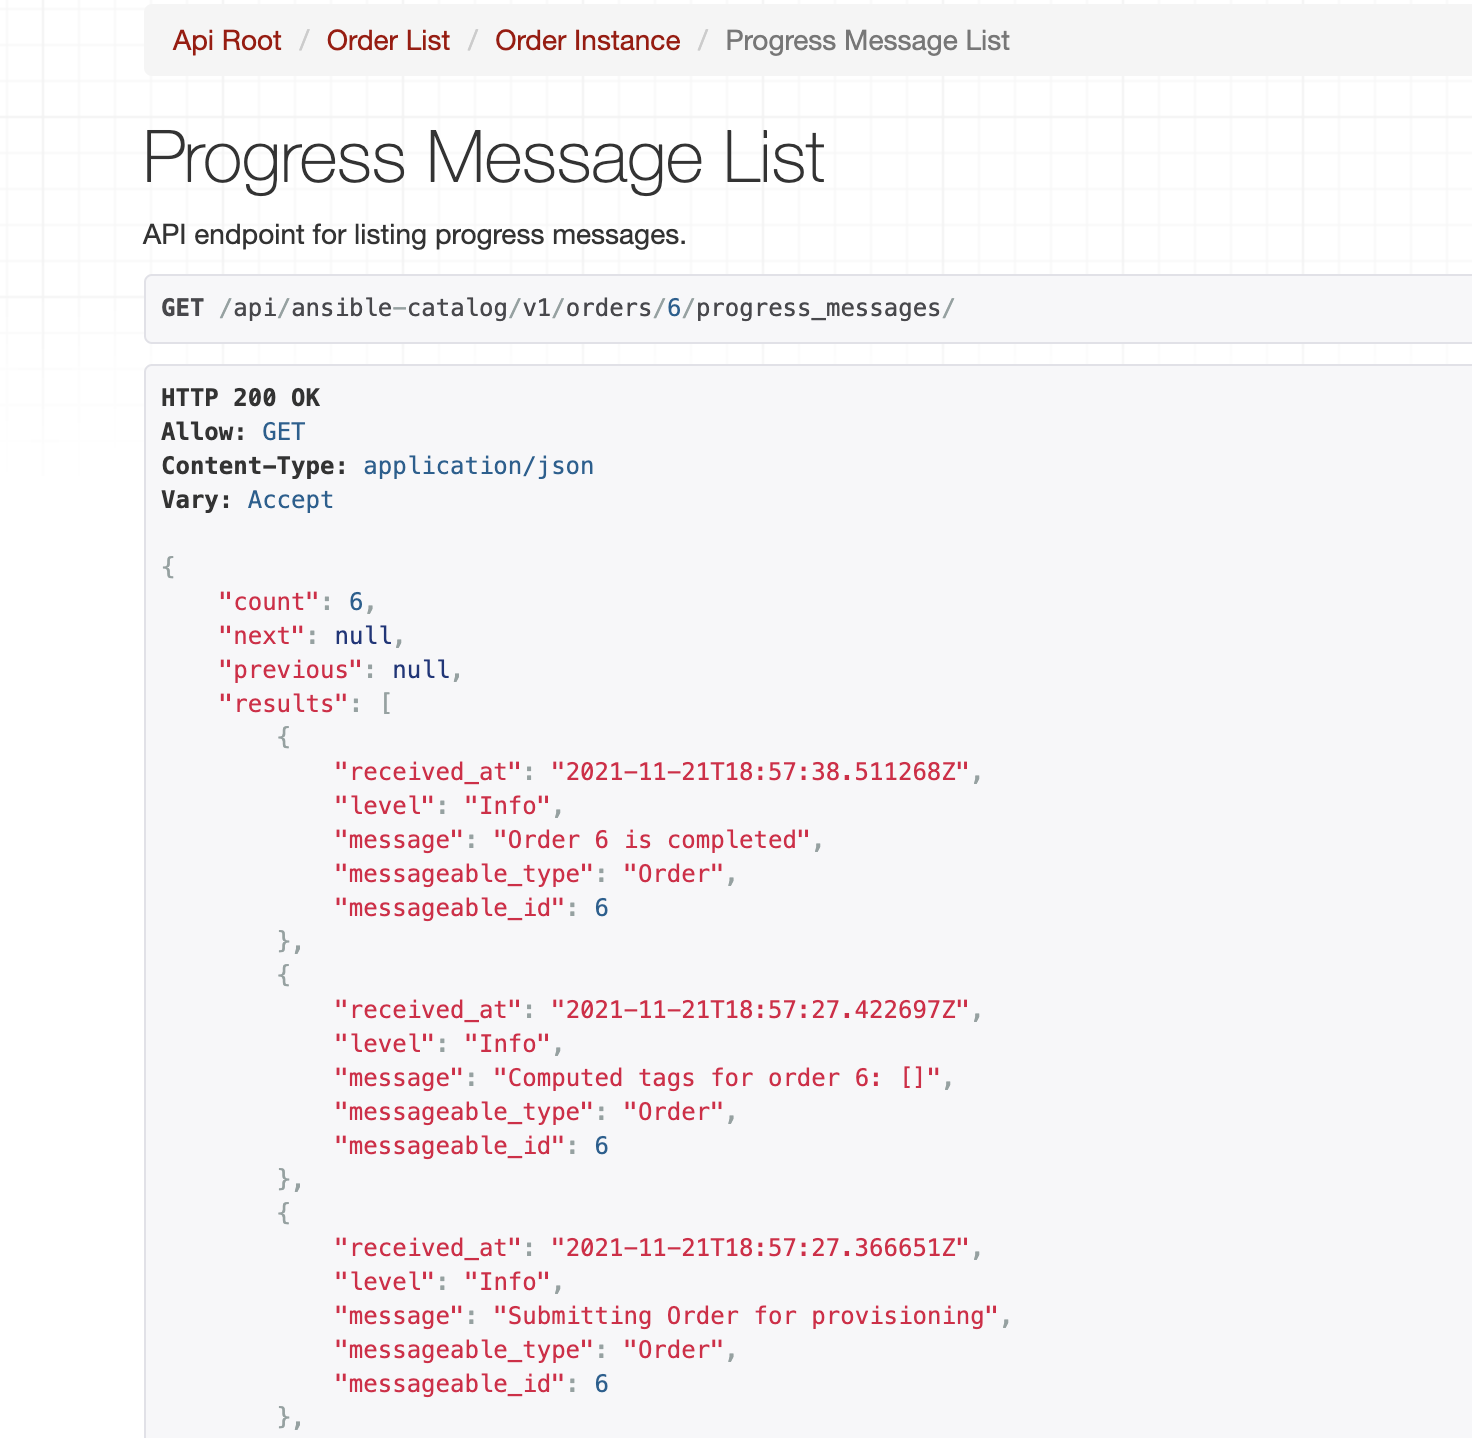 Api Root / Order List / Order Instance / Progress Message List
Progress Message List
API endpoint for listing progress messages.
GET /api/ansible-catalog/v1/orders/6/progress_messages/
HTTP 200 OK
Allow: GET
Content-Type: application/json
Vary: Accept
{
"count": 6,
"next": null,
"previous": null,
"results": [
{
"received_at": "2021-11-21T18:57:38.511268Z",
"level": "Info",
"message": "Order 6 is completed",
"messageable_type": "Order",
"messageable_id": 6
},
{
"received_at": "2021-11-21T18:57:27.422697Z",
"level": "Info",
"message": "Computed tags for order 6: []",
"messageable_type": "Order",
"messageable_id": 6
},
{
"received_at": "2021-11-21T18:57:27.366651Z",
"level": "Info",
"message": "Submitting Order for provisioning",
"messageable_type": "Order",
"messageable_id": 6
},